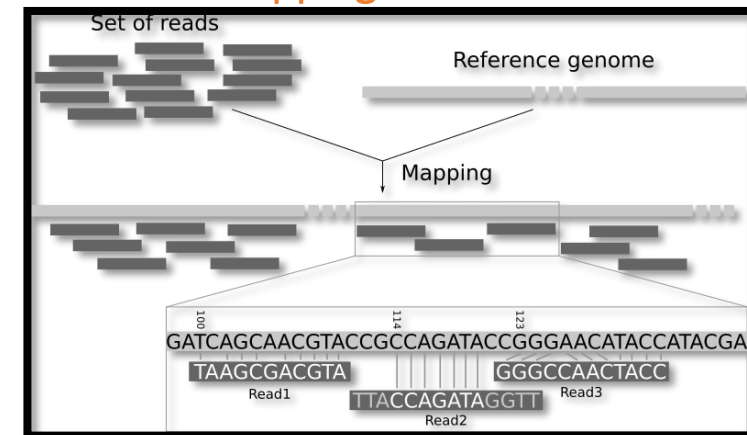 Set of reads
Reference genome
Mapping
100
114
123
GATCAGCAACGTACCGCCAGATACCGGGAACATACCATACGA
TAAGCGACGTA
GGGCCAACTACC
Read1
Read3
TTACCAGATAGGTT
Read2